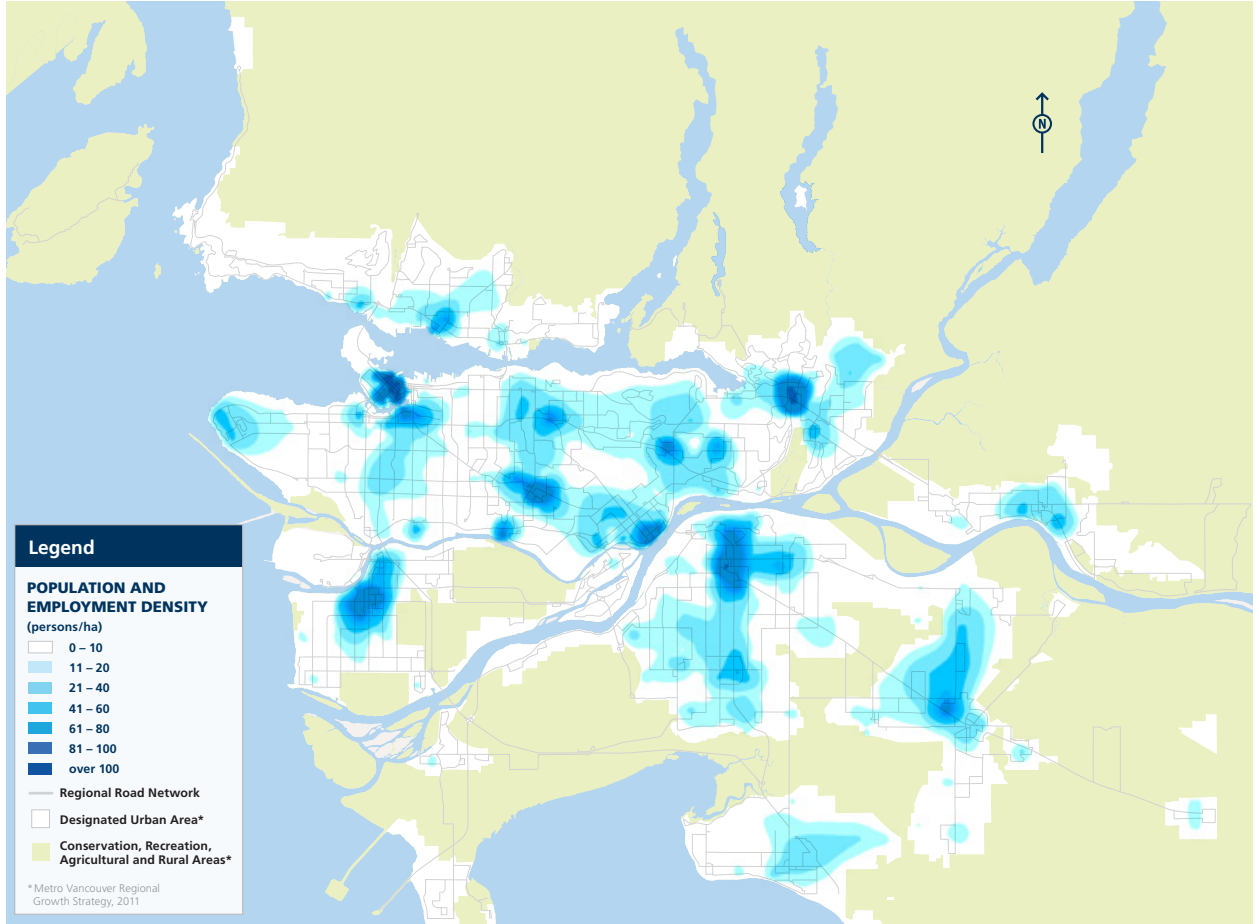 N
Legend
POPULATION AND
EMPLOYMENT DENSITY
(persons/ha)
0 – 10
11 – 20
21 – 40
41 – 60
61 – 80
81 – 100
over 100
Regional Road Network
Designated Urban Area*
Conservation, Recreation,
Agricultural and Rural Areas*
* Metro Vancouver Regional
Growth Strategy, 2011